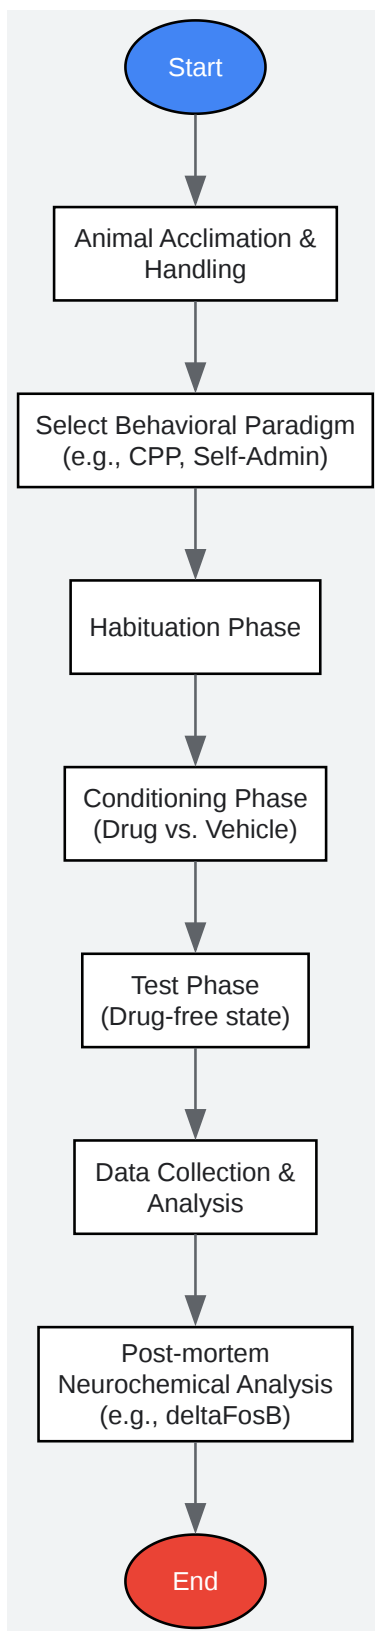 Start
Animal Acclimation &
Handling
Select Behavioral Paradigm
(e.g., CPP, Self-Admin)
Habituation Phase
Conditioning Phase
(Drug vs. Vehicle)
Test Phase
(Drug-free state)
Data Collection &
Analysis
Post-mortem
Neurochemical Analysis
(e.g., deltaFosB)
End